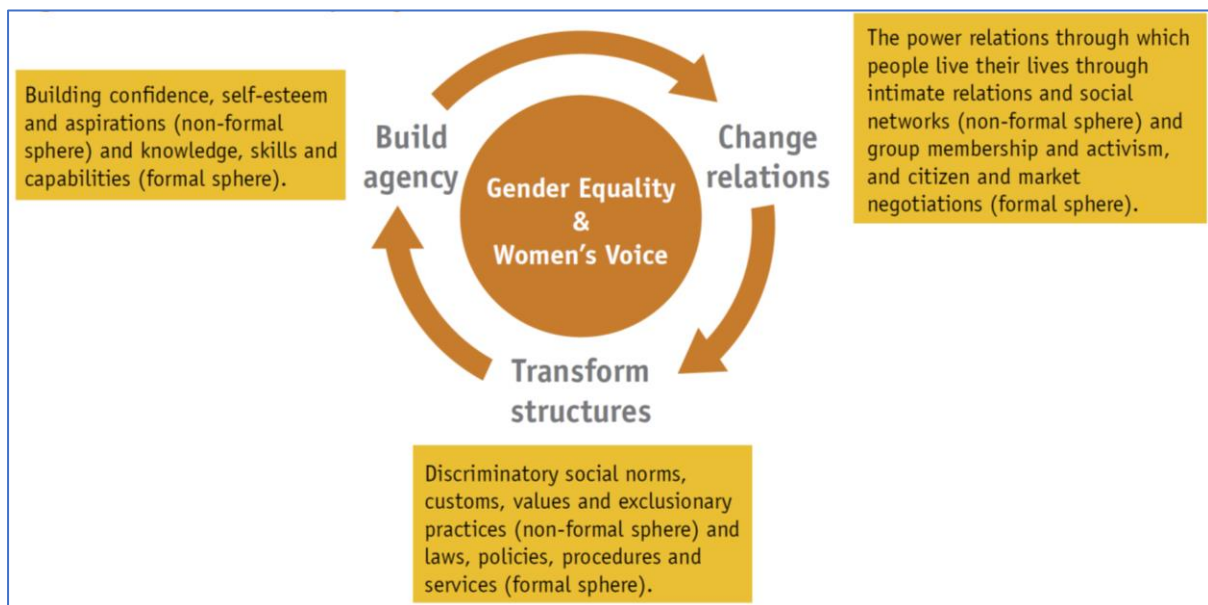 Building confidence, self-esteem
and aspirations (non-formal
sphere) and knowledge, skills and
capabilities (formal sphere).
Build
agency
Gender Equality
&
Women's Voice
Change
relations
The power relations through which
people live their lives through
intimate relations and social
networks (non-formal sphere) and
group membership and activism,
and citizen and market
negotiations (formal sphere).
Transform
structures
Discriminatory social norms,
customs, values and exclusionary
practices (non-formal sphere) and
laws, policies, procedures and
services (formal sphere).